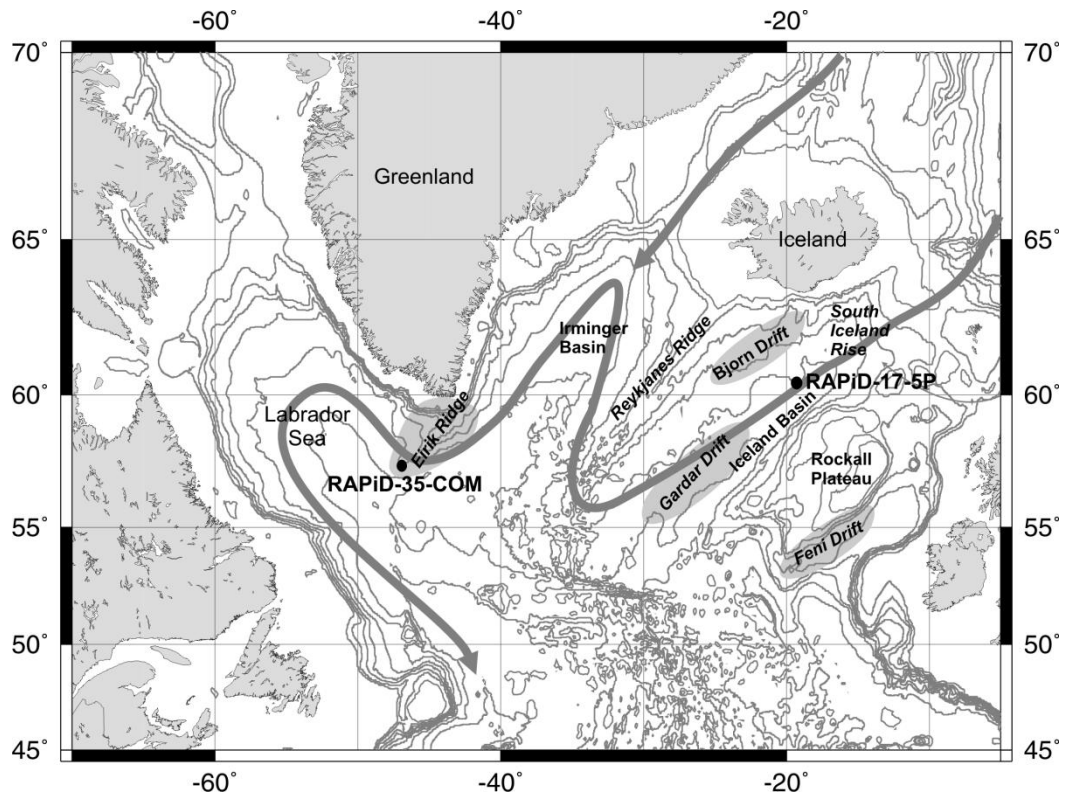 -60° -40° -20°
70° 70°
Greenland
65° Iceland 65°
Irminger
Basin
South
Iceland
Rise
Reykjanes Ridge
Bjorn Drift
60° RAPiD-17-5P 60°
Labrador
Sea
Eirik Ridge
Iceland Basin
Gardar Drift
Rockall
Plateau
RAPiD-35-COM
55° Feni Drift 55°
50° 50°
45° 45°
-60° -40° -20°